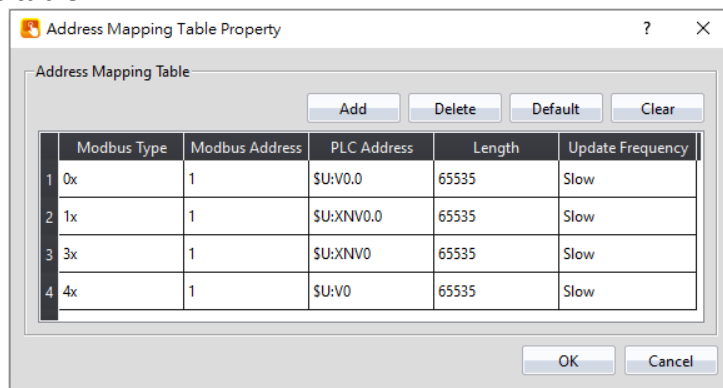 Address Mapping Table Property ? ×
Address Mapping Table
Add Delete Default Clear
Modbus Type Modbus Address PLC Address Length Update Frequency
1 0x 1 $U:V0.0 65535 Slow
2 1x 1 $U:XNV0.0 65535 Slow
3 3x 1 $U:XNV0 65535 Slow
4 4x 1 $U:V0 65535 Slow
OK Cancel